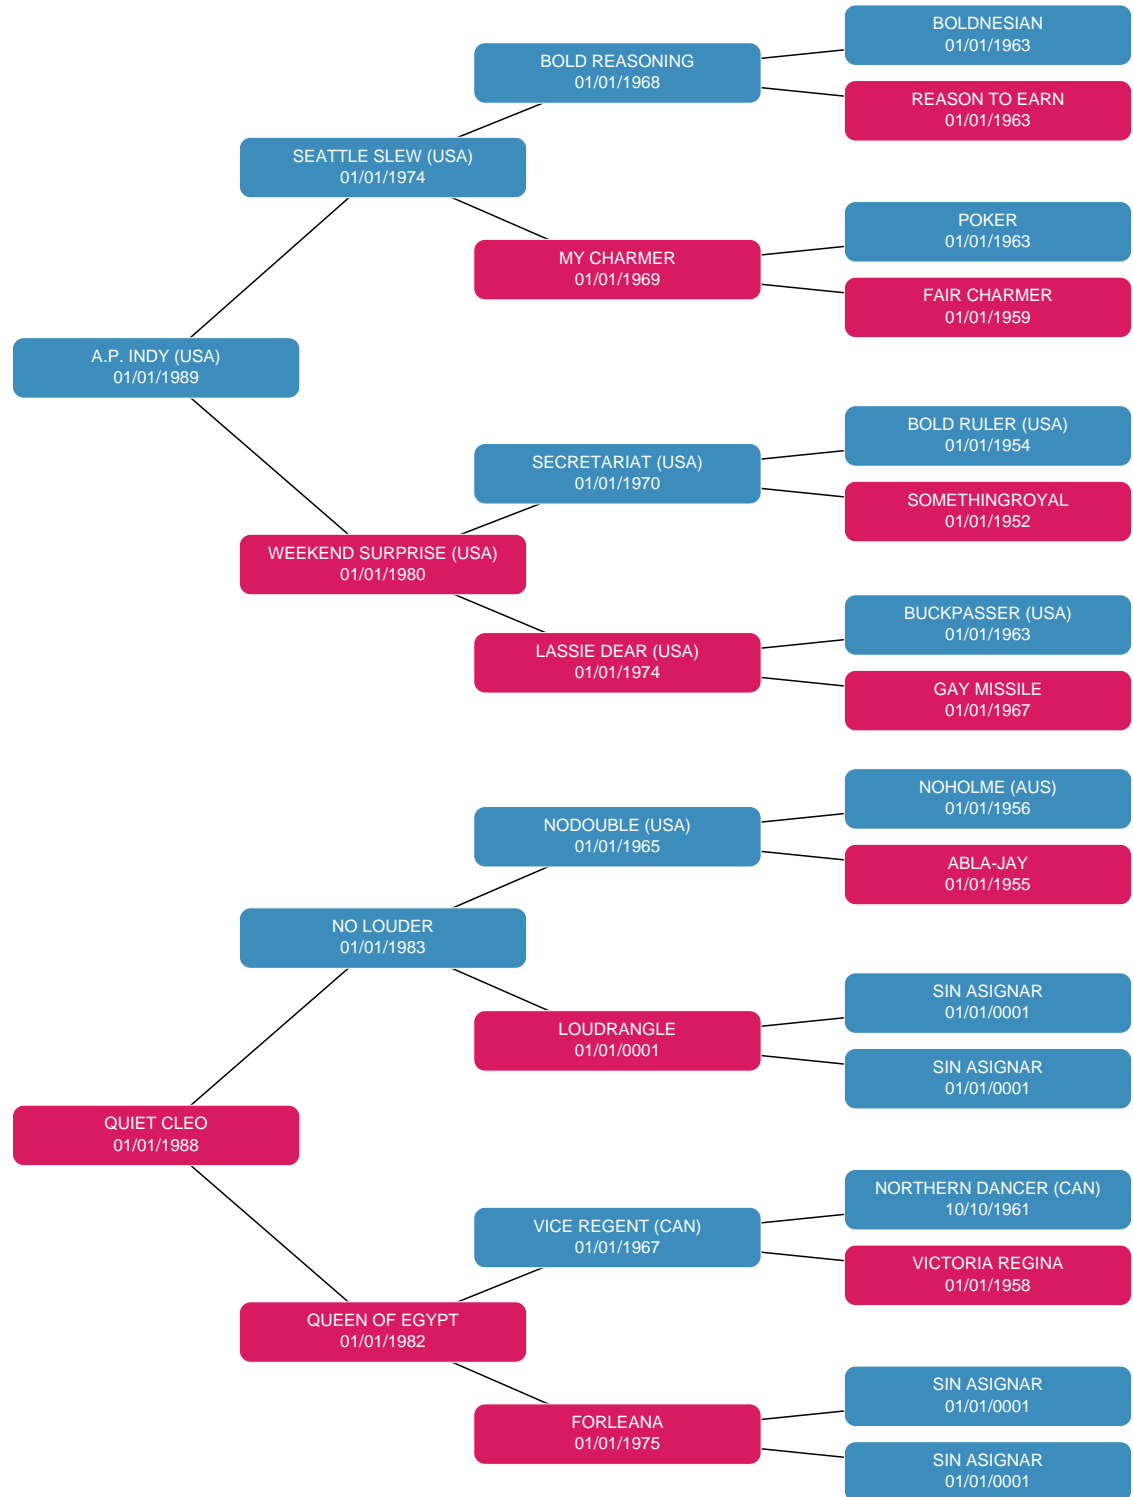 BOLDNESIAN
01/01/1963
BOLD REASONING
01/01/1968
REASON TO EARN
01/01/1963
SEATTLE SLEW (USA)
01/01/1974
POKER
01/01/1963
MY CHARMER
01/01/1969
FAIR CHARMER
01/01/1959
A.P. INDY (USA)
01/01/1989
BOLD RULER (USA)
01/01/1954
SECRETARIAT (USA)
01/01/1970
SOMETHINGROYAL
01/01/1952
WEEKEND SURPRISE (USA)
01/01/1980
BUCKPASSER (USA)
01/01/1963
LASSIE DEAR (USA)
01/01/1974
GAY MISSILE
01/01/1967
NOHOLME (AUS)
01/01/1956
NODOUBLE (USA)
01/01/1965
ABLA-JAY
01/01/1955
NO LOUDER
01/01/1983
SIN ASIGNAR
01/01/0001
LOUDRANGLE
01/01/0001
SIN ASIGNAR
01/01/0001
QUIET CLEO
01/01/1988
NORTHERN DANCER (CAN)
10/10/1961
VICE REGENT (CAN)
01/01/1967
VICTORIA REGINA
01/01/1958
QUEEN OF EGYPT
01/01/1982
SIN ASIGNAR
01/01/0001
FORLEANA
01/01/1975
SIN ASIGNAR
01/01/0001